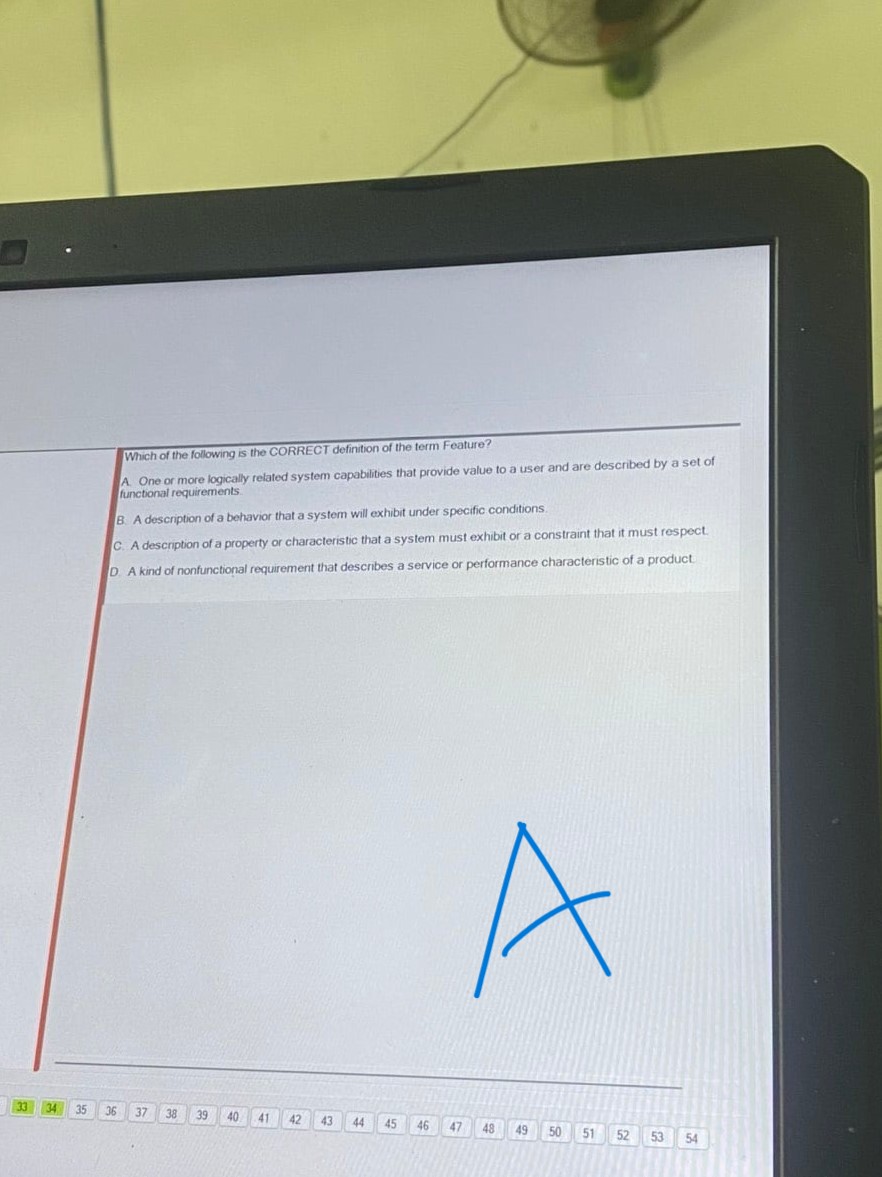 Which of the following is the CORRECT definition of the term Feature?
A. One or more logically related system capabilities that provide value to a user and are described by a set of
functional requirements.
B. A description of a behavior that a system will exhibit under specific conditions.
C. A description of a property or characteristic that a system must exhibit or a constraint that it must respect.
D. A kind of nonfunctional requirement that describes a service or performance characteristic of a product.
A
33 34 35 36 37 38 39 40 41 42 43 44 45 46 47 48 49 50 51 52 53 54